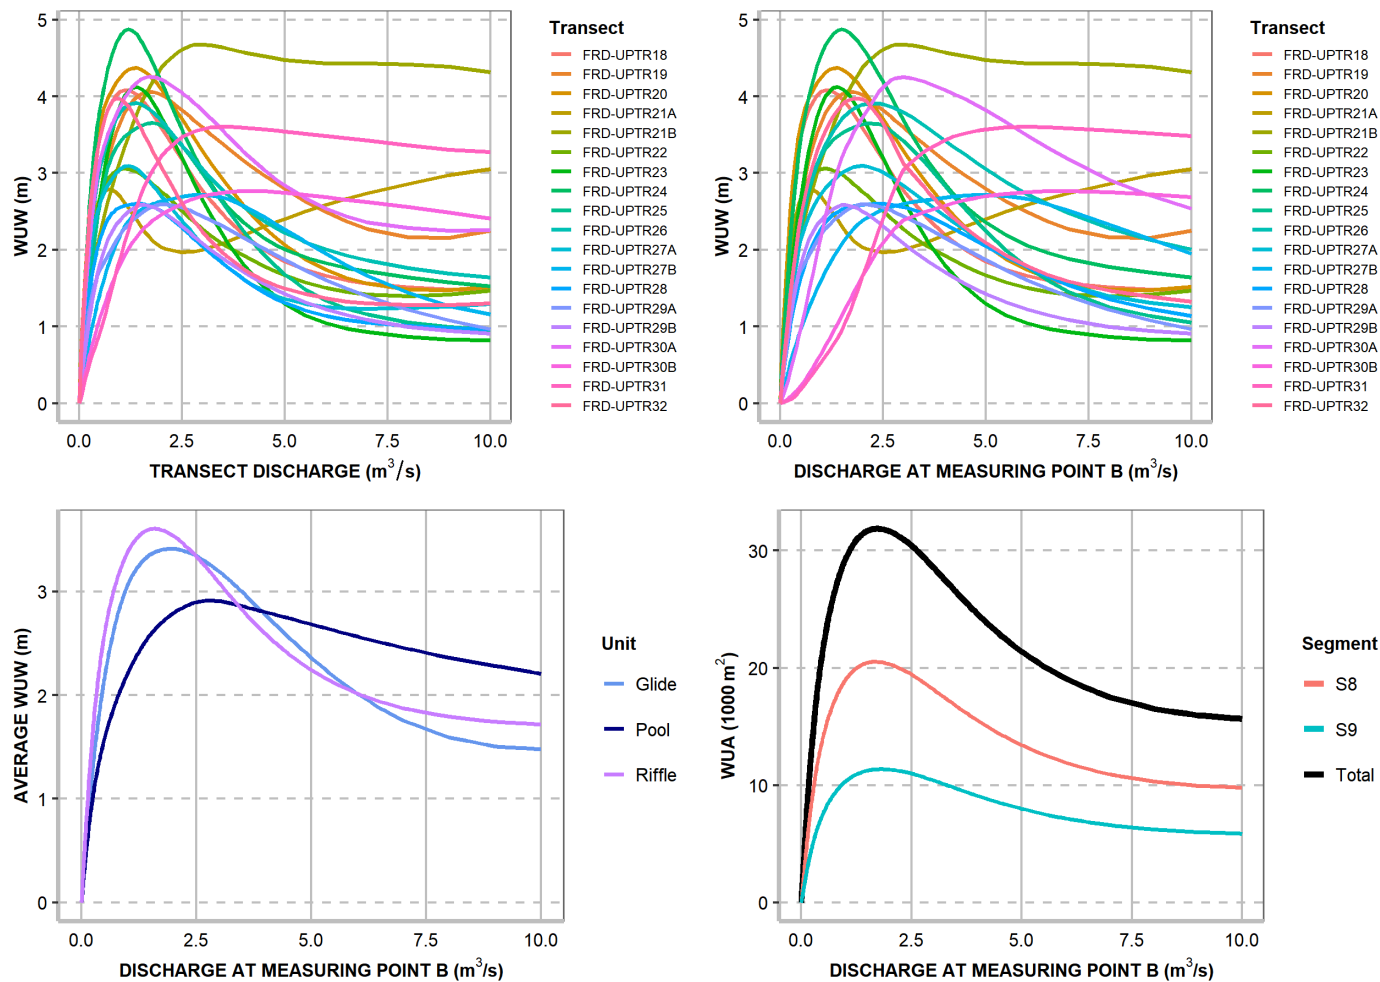 5
4
3
2
1
0
WUW (m)
0.0 2.5 5.0 7.5 10.0
TRANSECT DISCHARGE (m³/s)
Transect
FRD-UPTR18
FRD-UPTR19
FRD-UPTR20
FRD-UPTR21A
FRD-UPTR21B
FRD-UPTR22
FRD-UPTR23
FRD-UPTR24
FRD-UPTR25
FRD-UPTR26
FRD-UPTR27A
FRD-UPTR27B
FRD-UPTR28
FRD-UPTR29A
FRD-UPTR29B
FRD-UPTR30A
FRD-UPTR30B
FRD-UPTR31
FRD-UPTR32
5
4
3
2
1
0
WUW (m)
0.0 2.5 5.0 7.5 10.0
DISCHARGE AT MEASURING POINT B (m³/s)
Transect
FRD-UPTR18
FRD-UPTR19
FRD-UPTR20
FRD-UPTR21A
FRD-UPTR21B
FRD-UPTR22
FRD-UPTR23
FRD-UPTR24
FRD-UPTR25
FRD-UPTR26
FRD-UPTR27A
FRD-UPTR27B
FRD-UPTR28
FRD-UPTR29A
FRD-UPTR29B
FRD-UPTR30A
FRD-UPTR30B
FRD-UPTR31
FRD-UPTR32
3
2
1
0
AVERAGE WUW (m)
0.0 2.5 5.0 7.5 10.0
DISCHARGE AT MEASURING POINT B (m³/s)
Unit
Glide
Pool
Riffle
30
20
10
0
WUA (1000 m²)
0.0 2.5 5.0 7.5 10.0
DISCHARGE AT MEASURING POINT B (m³/s)
Segment
S8
S9
Total